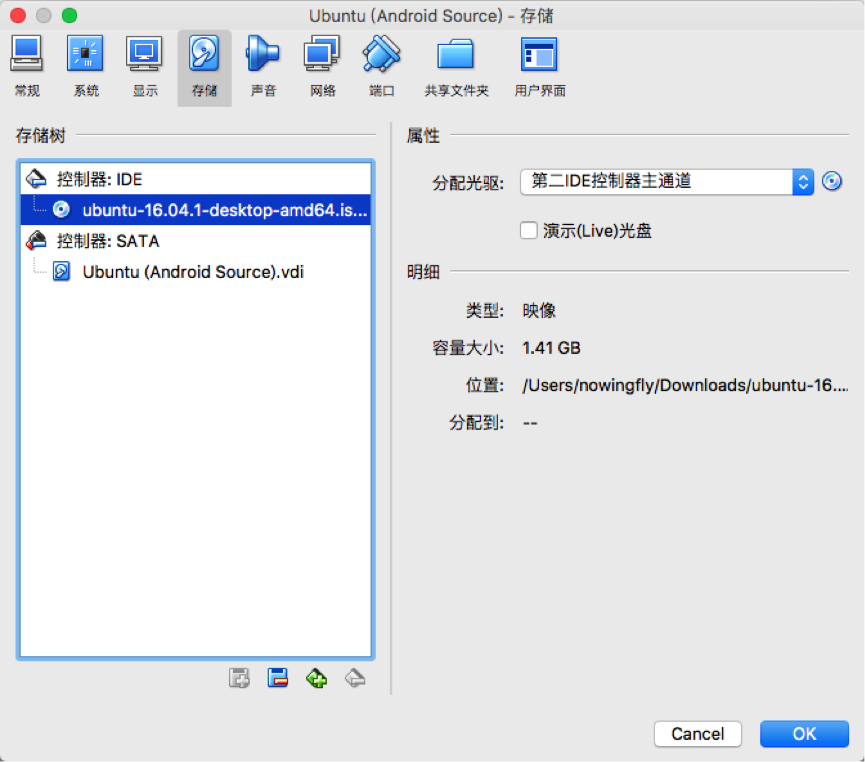 Ubuntu (Android Source) - 存储
常规 系统 显示 存储 声音 网络 端口 共享文件夹 用户界面
存储树
控制器: IDE
ubuntu-16.04.1-desktop-amd64.is...
控制器: SATA
Ubuntu (Android Source).vdi
属性
分配光驱: 第二IDE控制器主通道
演示(Live)光盘
明细
类型: 映像
容量大小: 1.41 GB
位置: /Users/nowingfly/Downloads/ubuntu-16....
分配到: --
Cancel OK